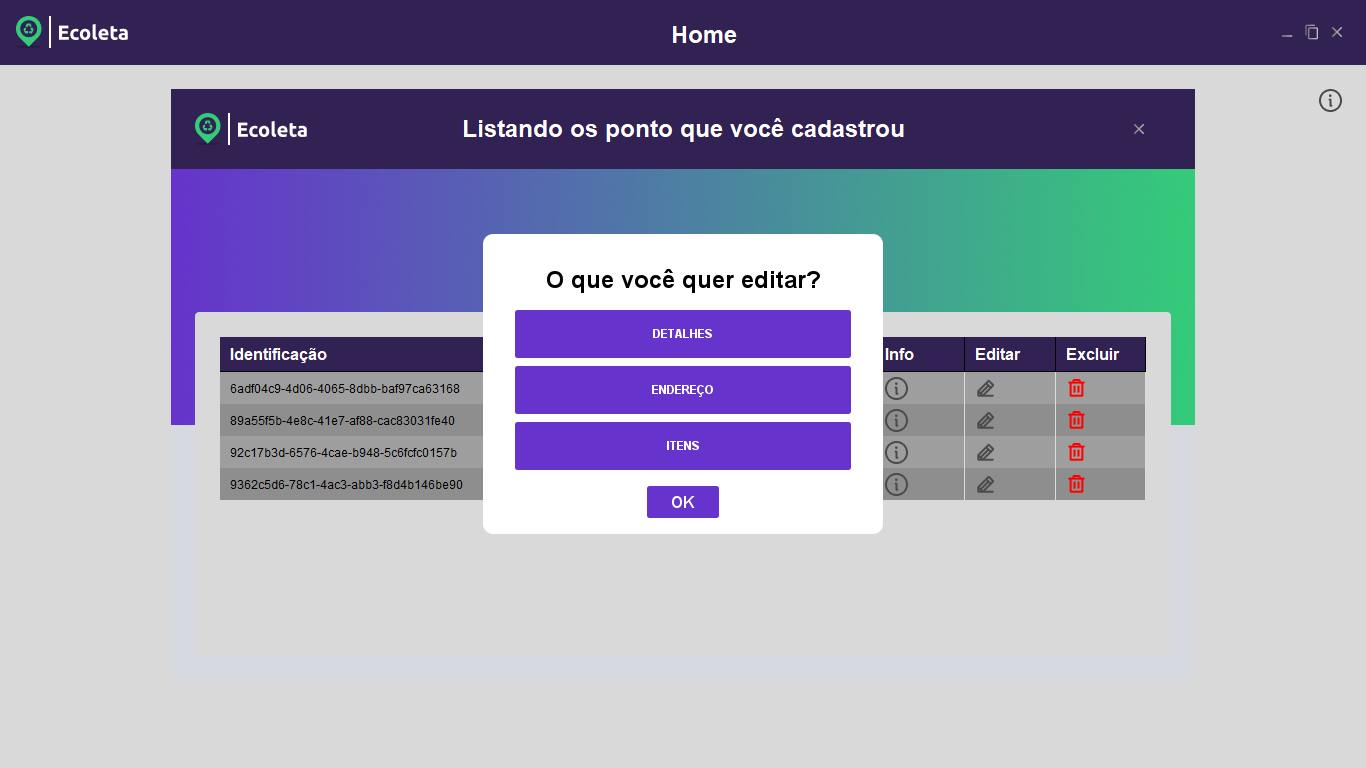 Ecoleta
Home
Ecoleta
Listando os ponto que você cadastrou
O que você quer editar?
DETALHES
ENDEREÇO
ITENS
OK
Identificação Info Editar Excluir
6adf04c9-4d06-4065-8dbb-baf97ca63168
89a55f5b-4e8c-41e7-af88-cac83031fe40
92c17b3d-6576-4cae-b948-5c6fcfc0157b
9362c5d6-78c1-4ac3-abb3-f8d4b146be90